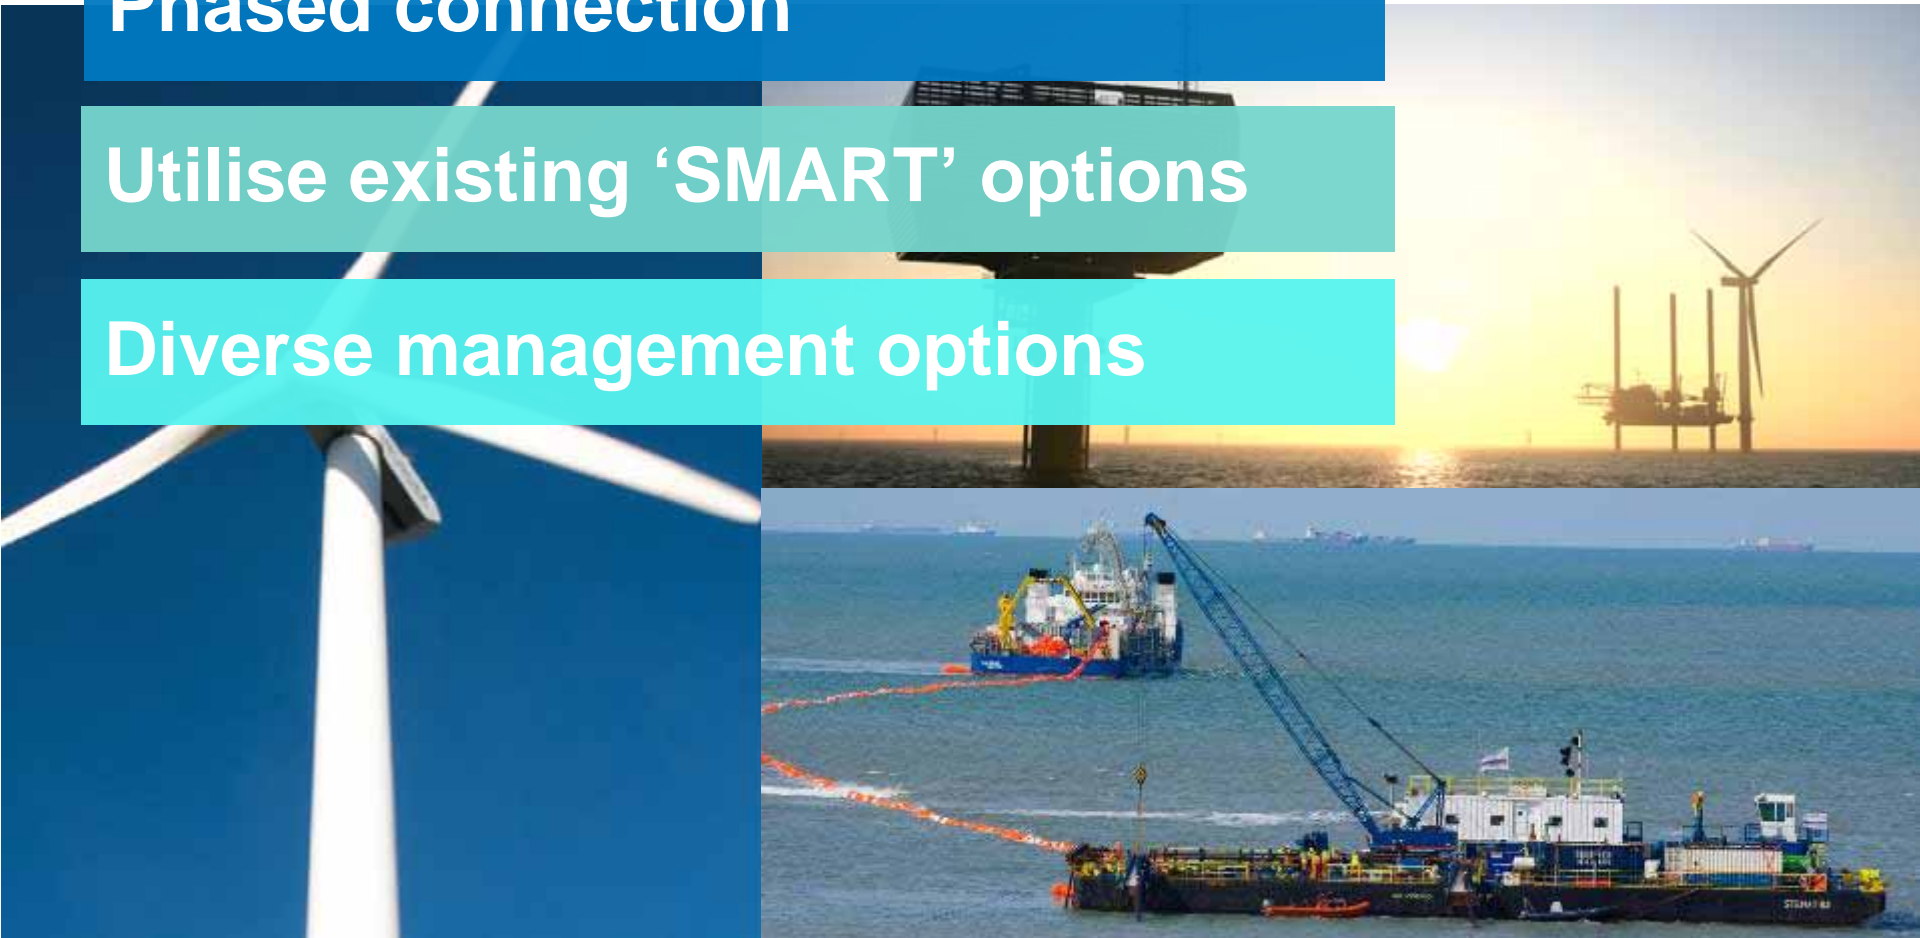 Phased connection
Utilise existing ‘SMART’ options
Diverse management options